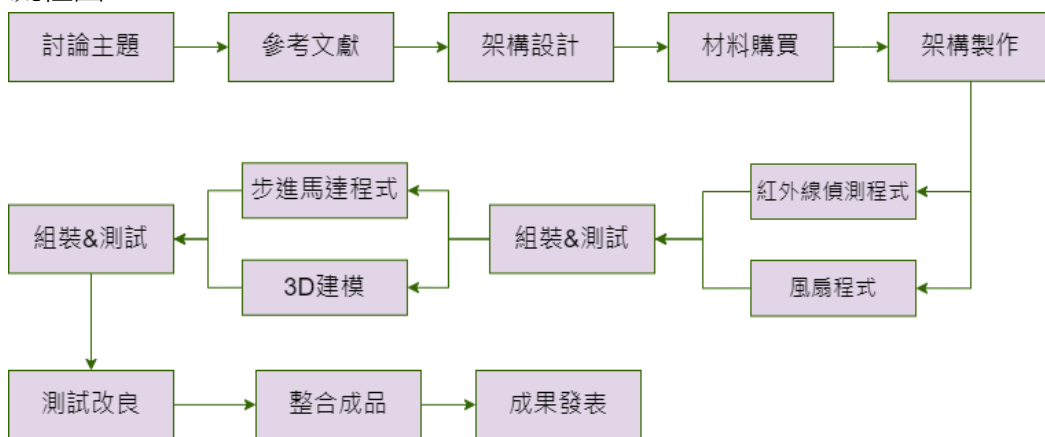 討論主題
參考文獻
架構設計
材料購買
架構製作
紅外線偵測程式
風扇程式
組裝&測試
步進馬達程式
3D建模
組裝&測試
測試改良
整合成品
成果發表